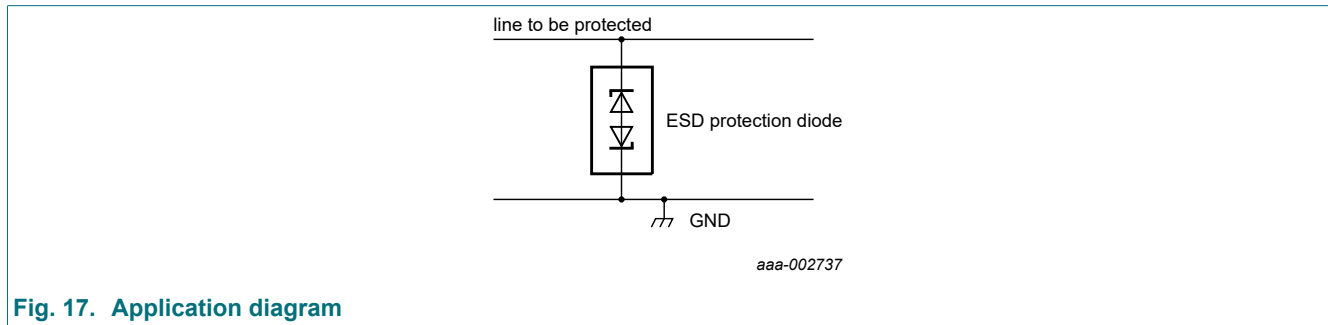 line to be protected
ESD protection diode
GND
aaa-002737
Fig. 17. Application diagram